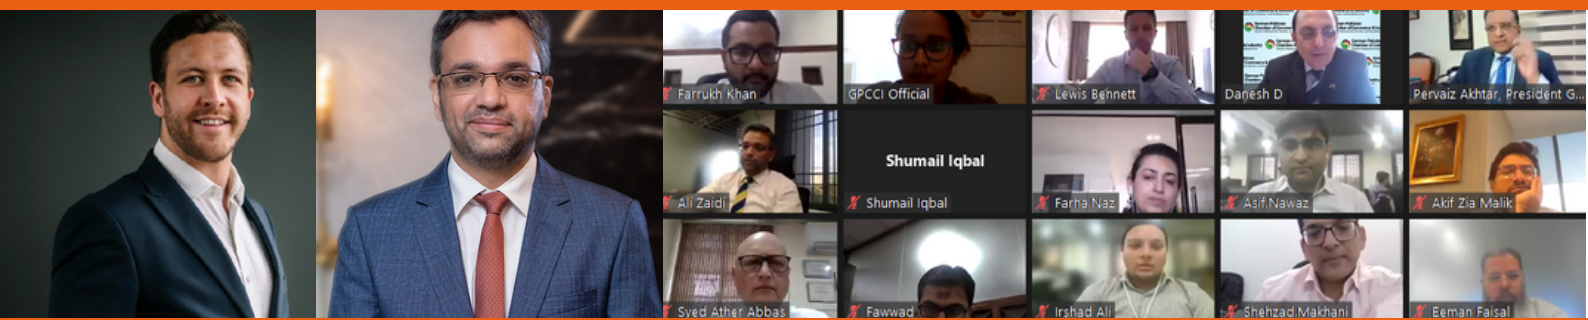 Farrukh Khan
GPCCI Official
Lewis Bennett
Danesh D
Pervaiz Akhtar, President G...
Ali Zaidi
Shumail Iqbal
Shumail Iqbal
Farha Naz
Asif.Nawaz
Akif Zia Malik
Syed Ather Abbas
Fawwad
Irshad Ali
Shehzad.Makhani
Eeman Faisal